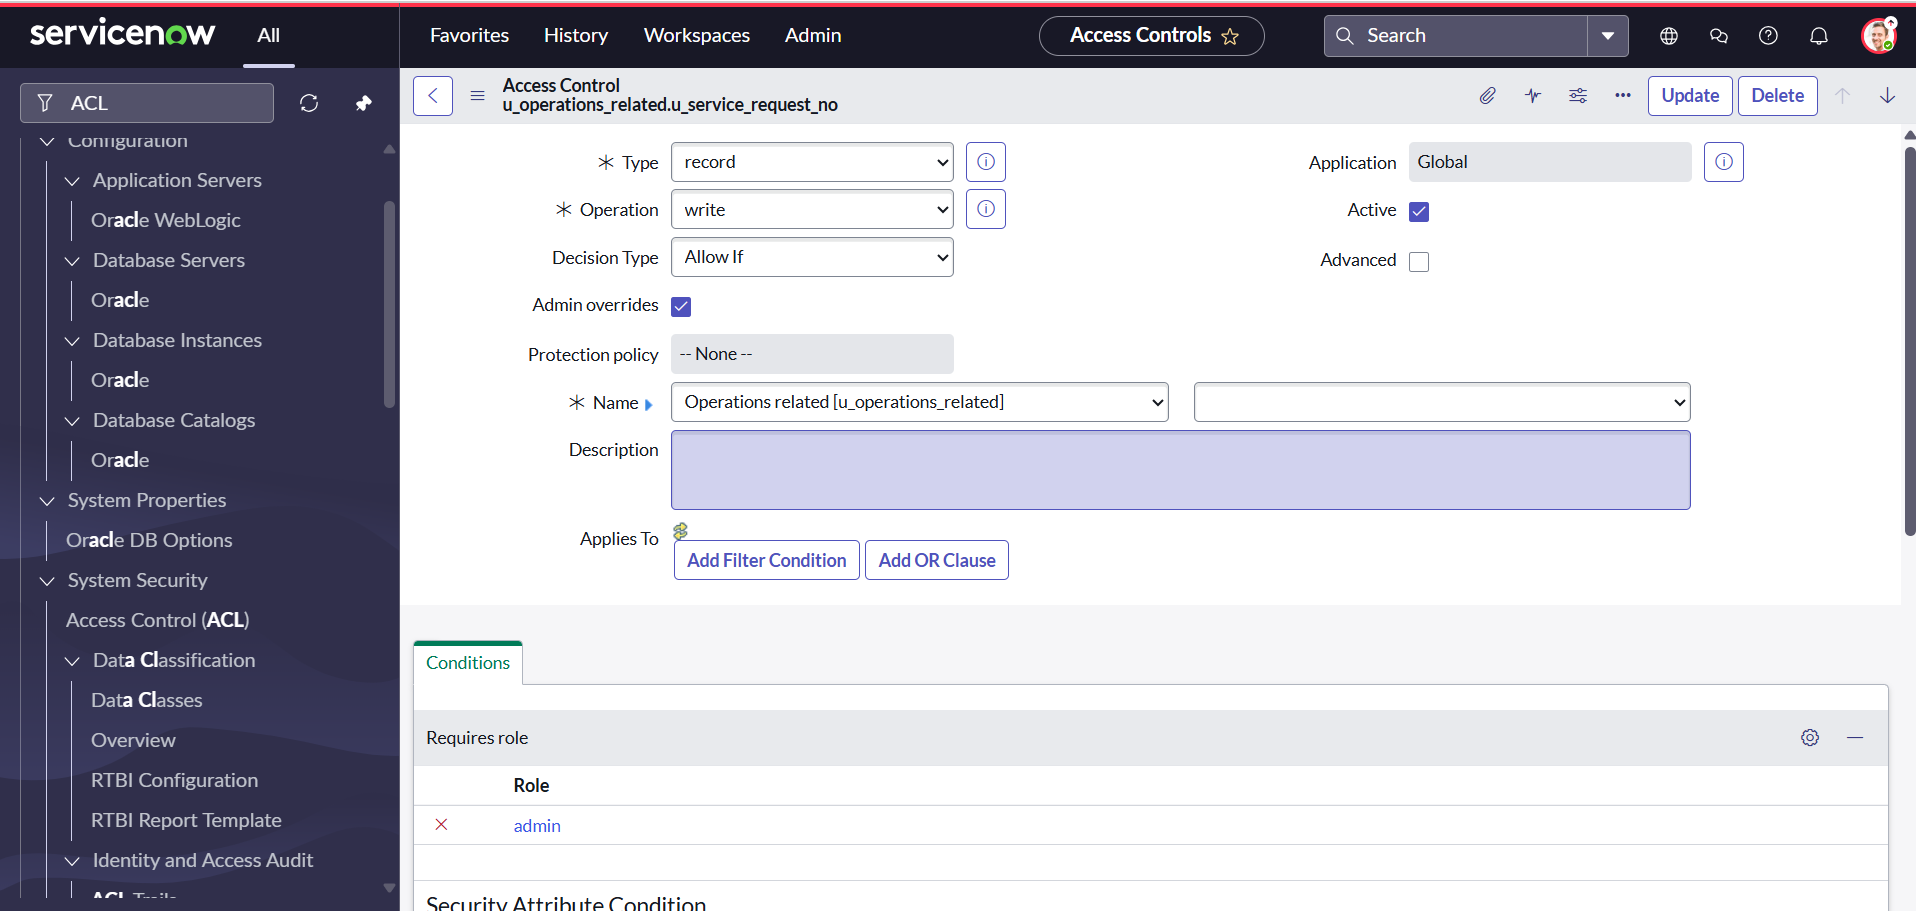 servicenow
All
Favorites
History
Workspaces
Admin
Access Controls
Search
ACL
Configuration
Application Servers
Oracle WebLogic
Database Servers
Oracle
Database Instances
Oracle
Database Catalogs
Oracle
System Properties
Oracle DB Options
System Security
Access Control (ACL)
Data Classification
Data Classes
Overview
RTBI Configuration
RTBI Report Template
Identity and Access Audit
ACL Trails
Access Control
u_operations_related.u_service_request_no
Update
Delete
Type
record
Application
Global
Operation
write
Active
Decision Type
Allow If
Advanced
Admin overrides
Protection policy
-- None --
Name
Operations related [u_operations_related]
Description
Applies To
Add Filter Condition
Add OR Clause
Conditions
Requires role
Role
admin
Security Attribute Condition